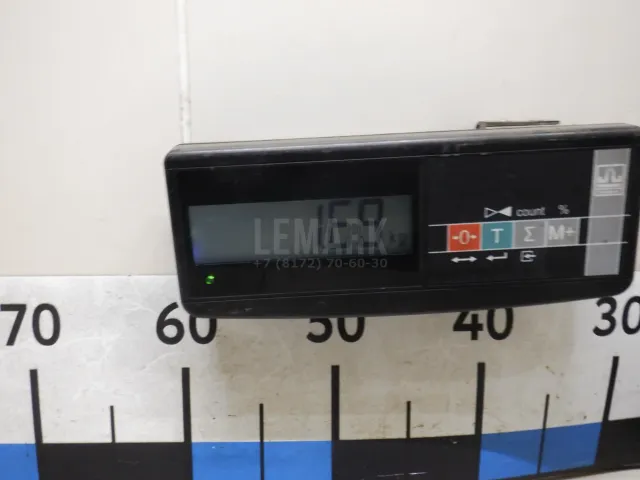 count %
→0← T Σ M+
LEMARK
+7 (8172) 70-60-30
70 60 50 40 30